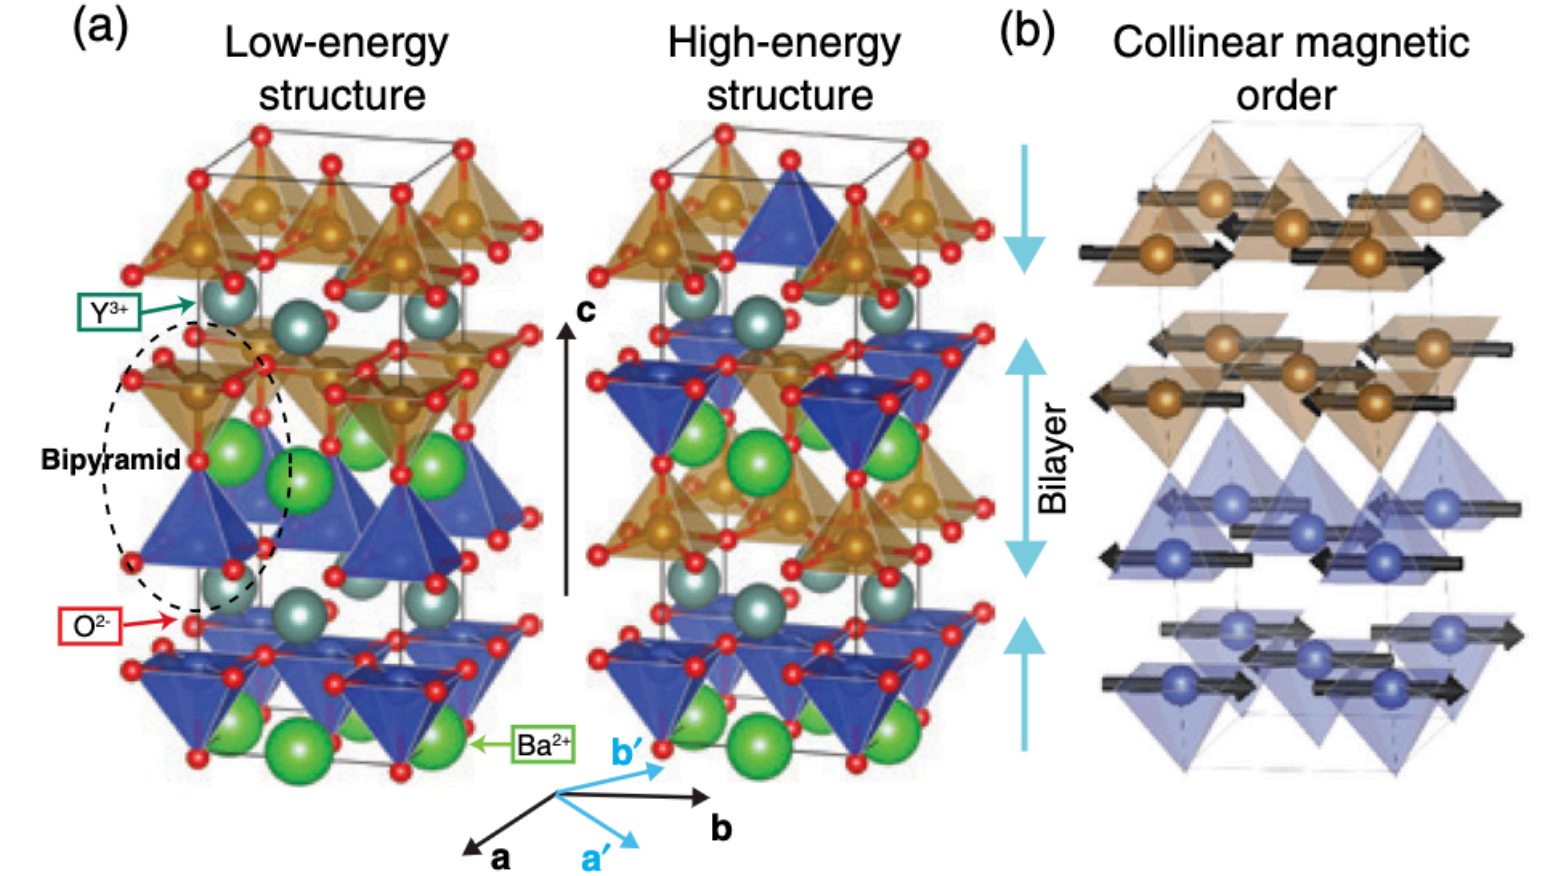 (a)
Low-energy
structure
High-energy
structure
(b)
Collinear magnetic
order
Y³⁺
c
Bipyramid
Bilayer
O²⁻
Ba²⁺
b′
b
a
a′